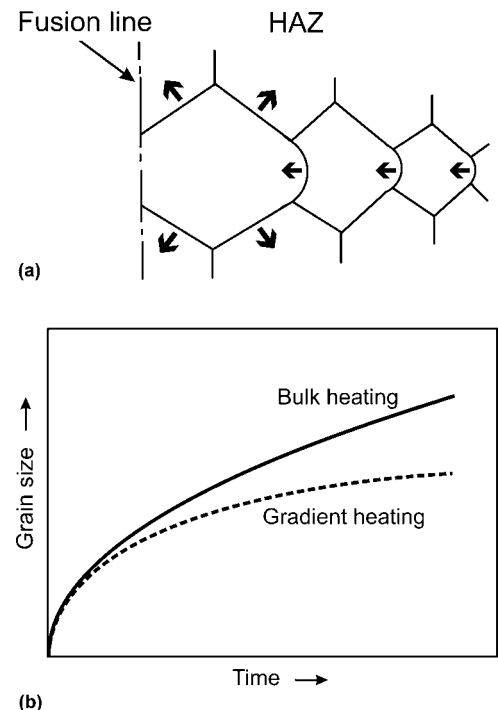 Fusion line
HAZ
(a)
Bulk heating
Gradient heating
Grain size
Time
(b)